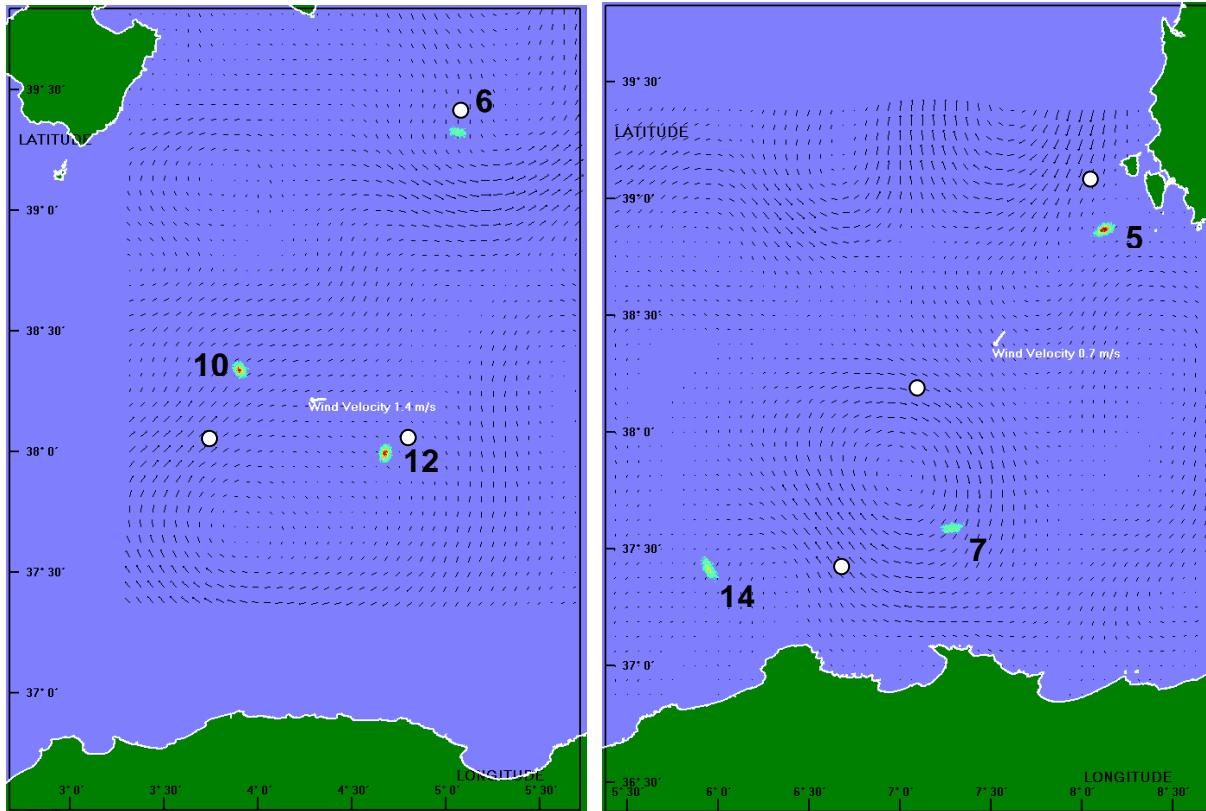 6
39° 30′
LATITUDE
39° 0′
38° 30′
10
Wind Velocity 1.4 m/s
38° 0′
12
37° 30′
37° 0′
LONGITUDE
3° 0′ 3° 30′ 4° 0′ 4° 30′ 5° 0′ 5° 30′
39° 30′
LATITUDE
39° 0′
5
38° 30′
Wind Velocity 0.7 m/s
38° 0′
7
37° 30′
14
37° 0′
36° 30′
LONGITUDE
5° 30′ 6° 0′ 6° 30′ 7° 0′ 7° 30′ 8° 0′ 8° 30′